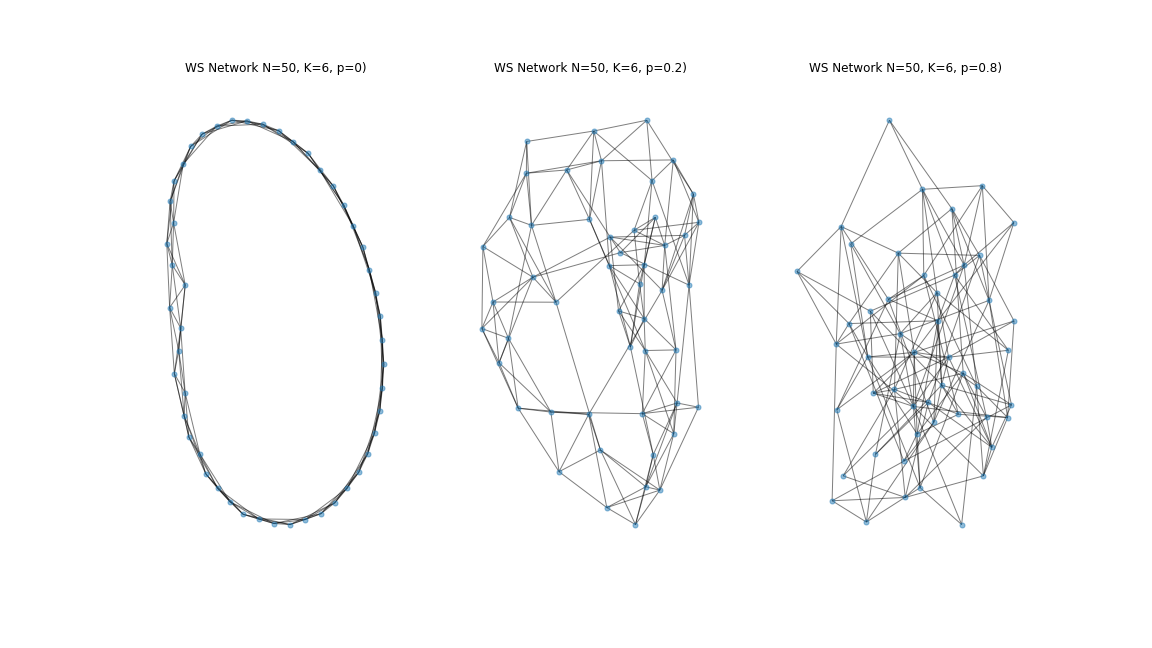 WS Network N=50, K=6, p=0)
WS Network N=50, K=6, p=0.2)
WS Network N=50, K=6, p=0.8)